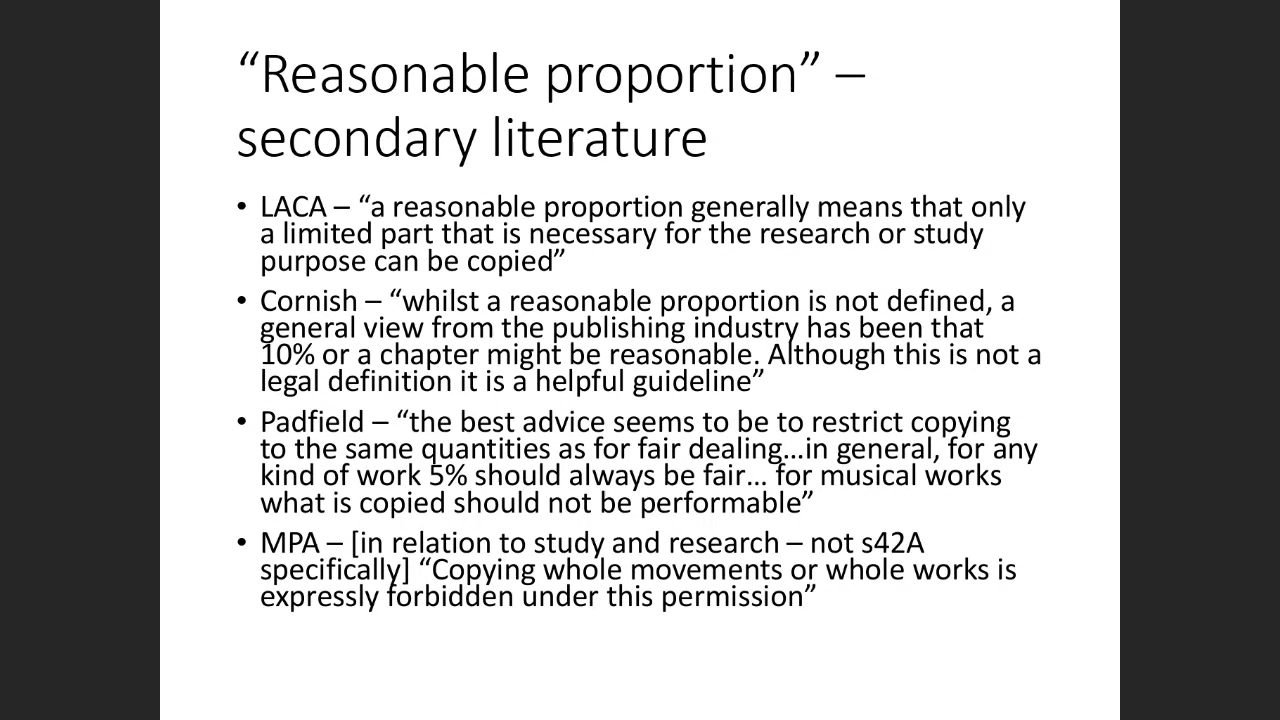 “Reasonable proportion” –
secondary literature
• LACA – “a reasonable proportion generally means that only
a limited part that is necessary for the research or study
purpose can be copied”
• Cornish – “whilst a reasonable proportion is not defined, a
general view from the publishing industry has been that
10% or a chapter might be reasonable. Although this is not a
legal definition it is a helpful guideline”
• Padfield – “the best advice seems to be to restrict copying
to the same quantities as for fair dealing…in general, for any
kind of work 5% should always be fair… for musical works
what is copied should not be performable”
• MPA – [in relation to study and research – not s42A
specifically] “Copying whole movements or whole works is
expressly forbidden under this permission”